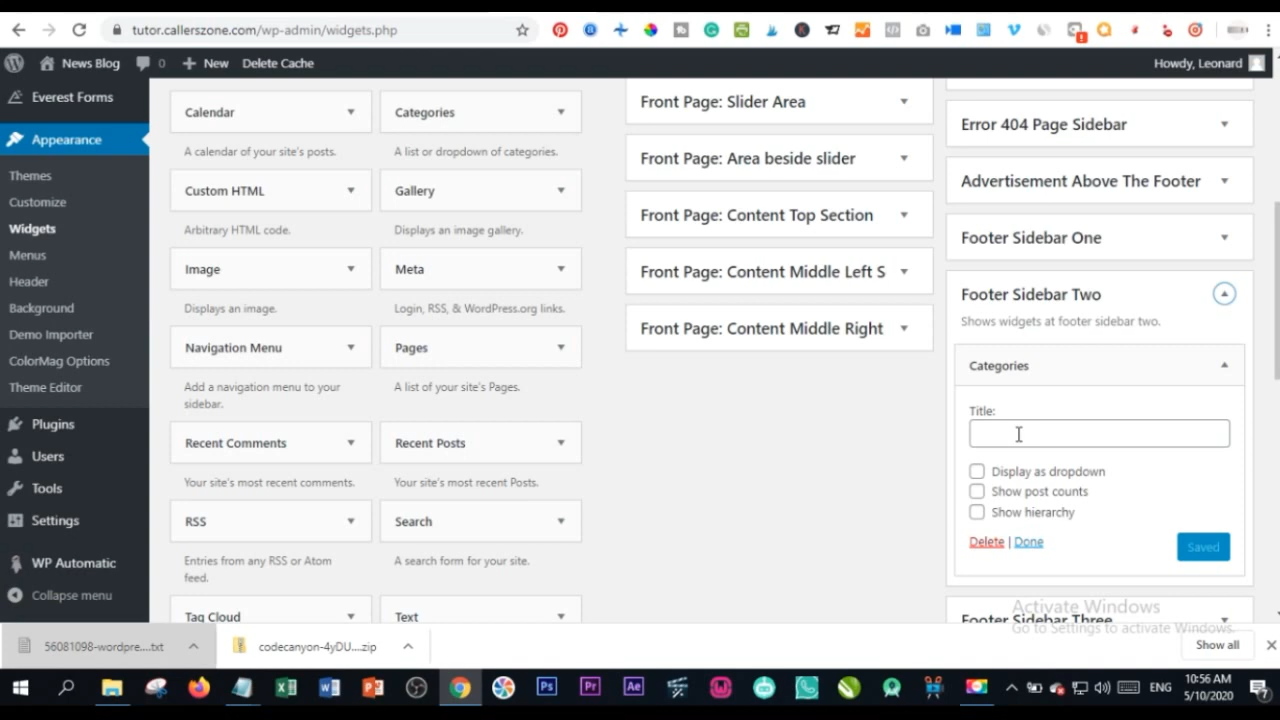 tutor.callerszone.com/wp-admin/widgets.php
News Blog 0 New Delete Cache Howdy, Leonard
Everest Forms
Appearance
Themes
Customize
Widgets
Menus
Header
Background
Demo Importer
ColorMag Options
Theme Editor
Plugins
Users
Tools
Settings
WP Automatic
Collapse menu
Calendar
A calendar of your site's posts.
Custom HTML
Arbitrary HTML code.
Image
Displays an image.
Navigation Menu
Add a navigation menu to your
sidebar.
Recent Comments
Your site's most recent comments.
RSS
Entries from any RSS or Atom
feed.
Tag Cloud
Categories
A list or dropdown of categories.
Gallery
Displays an image gallery.
Meta
Login, RSS, & WordPress.org links.
Pages
A list of your site's Pages.
Recent Posts
Your site's most recent Posts.
Search
A search form for your site.
Text
Front Page: Slider Area
Front Page: Area beside slider
Front Page: Content Top Section
Front Page: Content Middle Left S
Front Page: Content Middle Right
Error 404 Page Sidebar
Advertisement Above The Footer
Footer Sidebar One
Footer Sidebar Two
Shows widgets at footer sidebar two.
Categories
Title:
Display as dropdown
Show post counts
Show hierarchy
Delete | Done
Saved
Footer Sidebar Three
Activate Windows
Go to Settings to activate Windows.
56081098-wordpre....txt
codecanyon-4yDU....zip
Show all
Ps
Pr
Ae
ENG
10:56 AM
5/10/2020
7